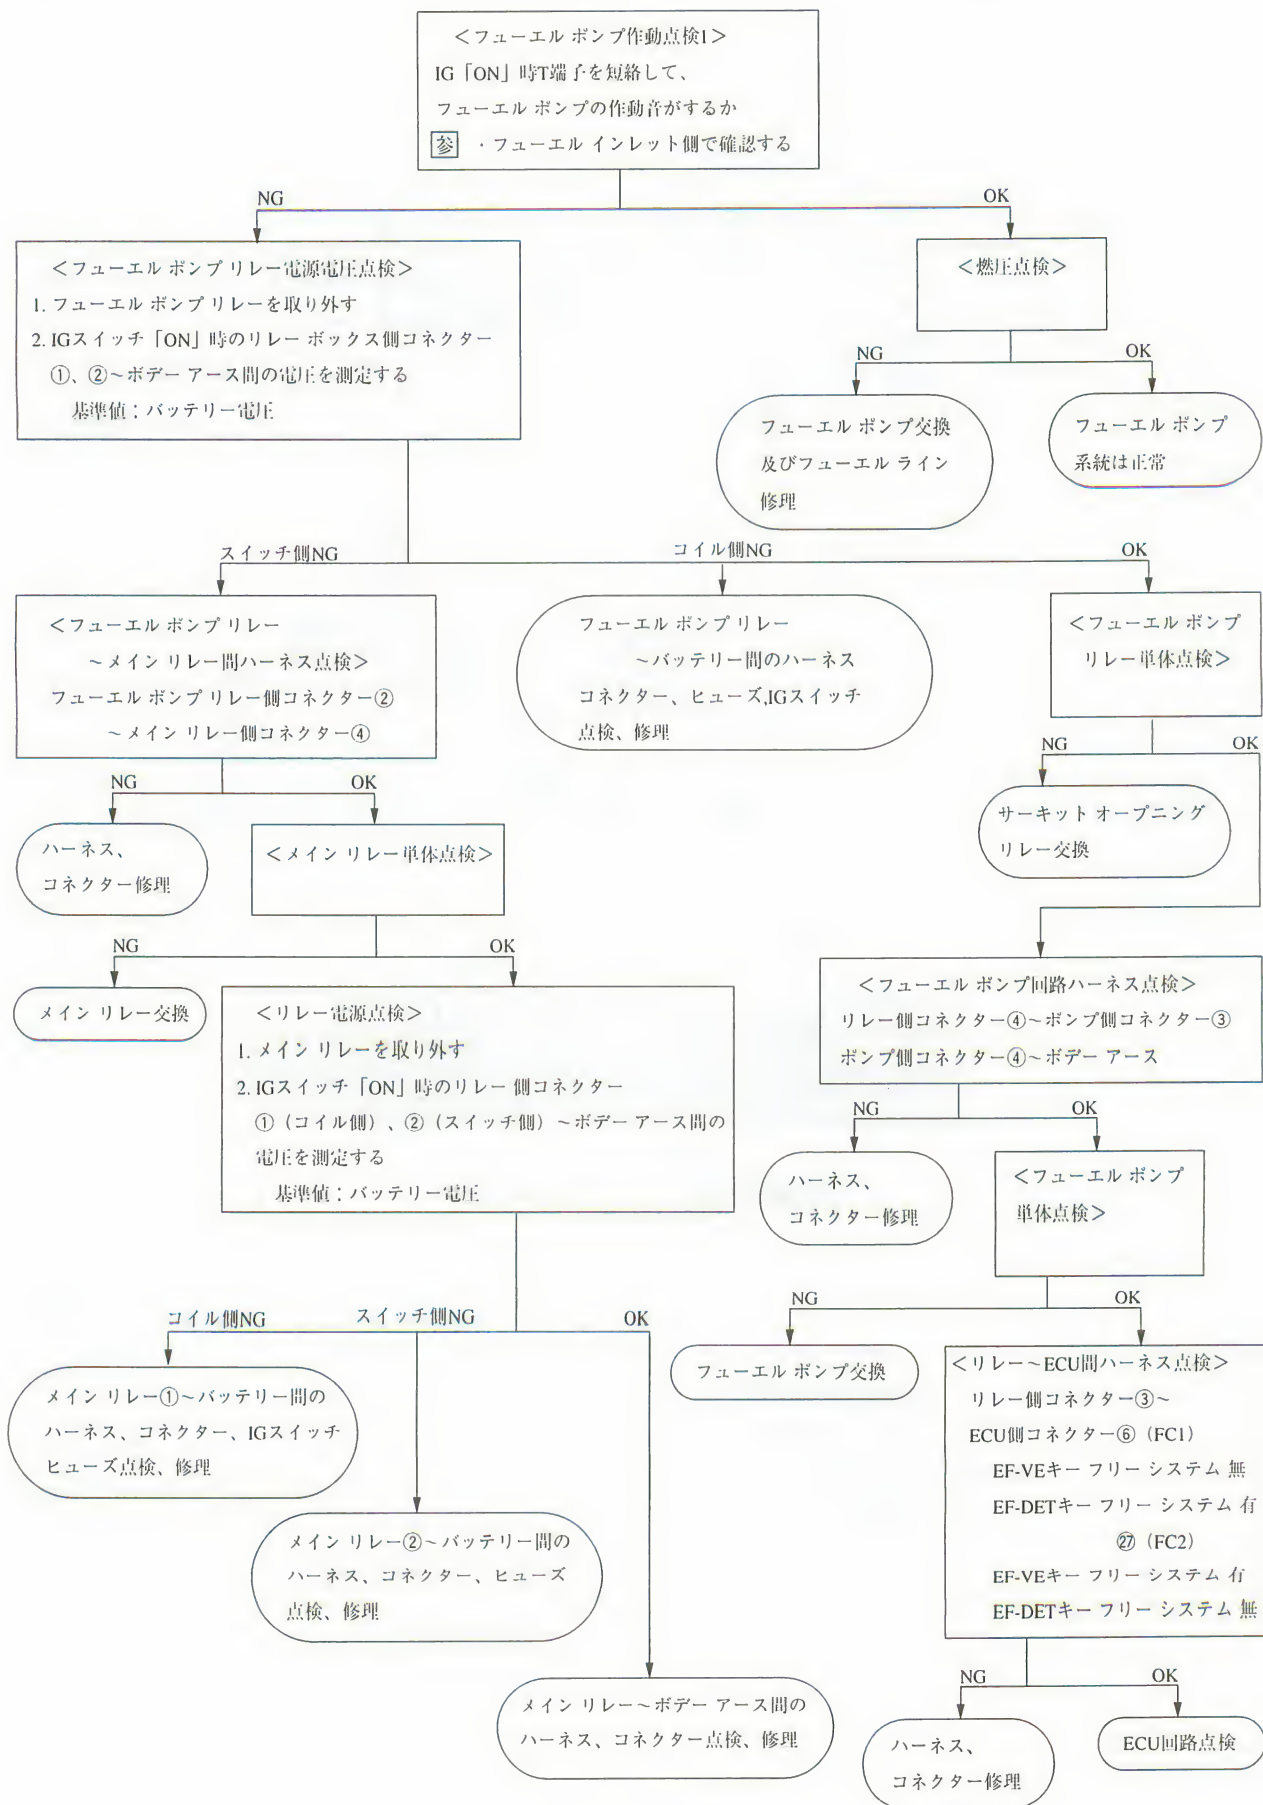 ＜フューエル ポンプ作動点検1＞
IG「ON」時T端子を短絡して、
フューエル ポンプの作動音がするか
参 ・フューエル インレット側で確認する
NG
OK
＜フューエル ポンプ リレー電源電圧点検＞
1. フューエル ポンプ リレーを取り外す
2. IGスイッチ「ON」時のリレー ボックス側コネクター
①、②～ボデー アース間の電圧を測定する
基準値：バッテリー電圧
＜燃圧点検＞
NG
OK
フューエル ポンプ交換
及びフューエル ライン
修理
フューエル ポンプ
系統は正常
スイッチ側NG
コイル側NG
OK
＜フューエル ポンプ リレー
～メイン リレー間ハーネス点検＞
フューエル ポンプ リレー側コネクター②
～メイン リレー側コネクター④
フューエル ポンプ リレー
～バッテリー間のハーネス
コネクター、ヒューズ,IGスイッチ
点検、修理
＜フューエル ポンプ
リレー単体点検＞
NG
OK
NG
OK
ハーネス、
コネクター修理
＜メイン リレー単体点検＞
サーキット オープニング
リレー交換
NG
OK
メイン リレー交換
＜リレー電源点検＞
1. メイン リレーを取り外す
2. IGスイッチ「ON」時のリレー 側コネクター
①（コイル側）、②（スイッチ側）～ボデー アース間の
電圧を測定する
基準値：バッテリー電圧
＜フューエル ポンプ回路ハーネス点検＞
リレー側コネクター④～ポンプ側コネクター③
ポンプ側コネクター④～ボデー アース
NG
OK
ハーネス、
コネクター修理
＜フューエル ポンプ
単体点検＞
NG
OK
コイル側NG
スイッチ側NG
OK
フューエル ポンプ交換
＜リレー～ECU間ハーネス点検＞
リレー側コネクター③～
ECU側コネクター⑥（FC1）
EF-VEキー フリー システム 無
EF-DETキー フリー システム 有
㉗（FC2）
EF-VEキー フリー システム 有
EF-DETキー フリー システム 無
メイン リレー①～バッテリー間の
ハーネス、コネクター、IGスイッチ
ヒューズ点検、修理
メイン リレー②～バッテリー間の
ハーネス、コネクター、ヒューズ
点検、修理
メイン リレー～ボデー アース間の
ハーネス、コネクター点検、修理
NG
OK
ハーネス、
コネクター修理
ECU回路点検